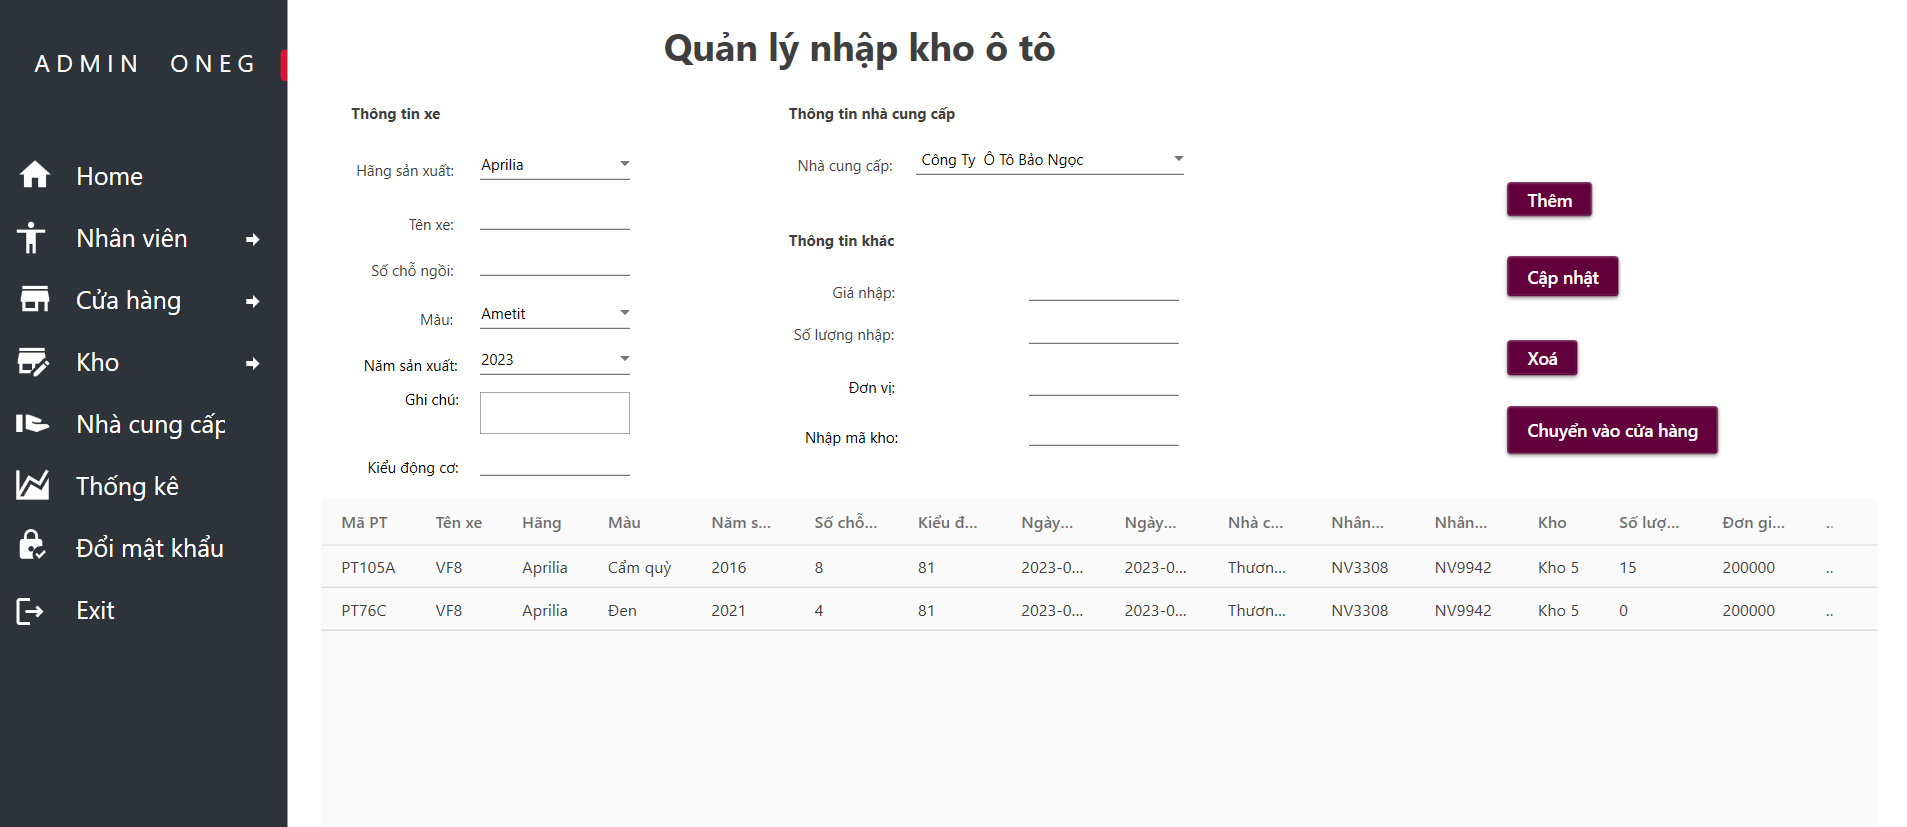 ADMIN ONEG
Home
Nhân viên
Cửa hàng
Kho
Nhà cung cấp
Thống kê
Đổi mật khẩu
Exit
Quản lý nhập kho ô tô
Thông tin xe
Hãng sản xuất: Aprilia
Tên xe:
Số chỗ ngồi:
Màu: Ametit
Năm sản xuất: 2023
Ghi chú:
Kiểu động cơ:
Thông tin nhà cung cấp
Nhà cung cấp: Công Ty Ô Tô Bảo Ngọc
Thông tin khác
Giá nhập:
Số lượng nhập:
Đơn vị:
Nhập mã kho:
Thêm
Cập nhật
Xoá
Chuyển vào cửa hàng
Mã PT Tên xe Hãng Màu Năm s... Số chỗ... Kiểu đ... Ngày... Ngày... Nhà c... Nhân... Nhân... Kho Số lượ... Đơn gi... ..
PT105A VF8 Aprilia Cẩm quỳ 2016 8 81 2023-0... 2023-0... Thươn... NV3308 NV9942 Kho 5 15 200000 ..
PT76C VF8 Aprilia Đen 2021 4 81 2023-0... 2023-0... Thươn... NV3308 NV9942 Kho 5 0 200000 ..